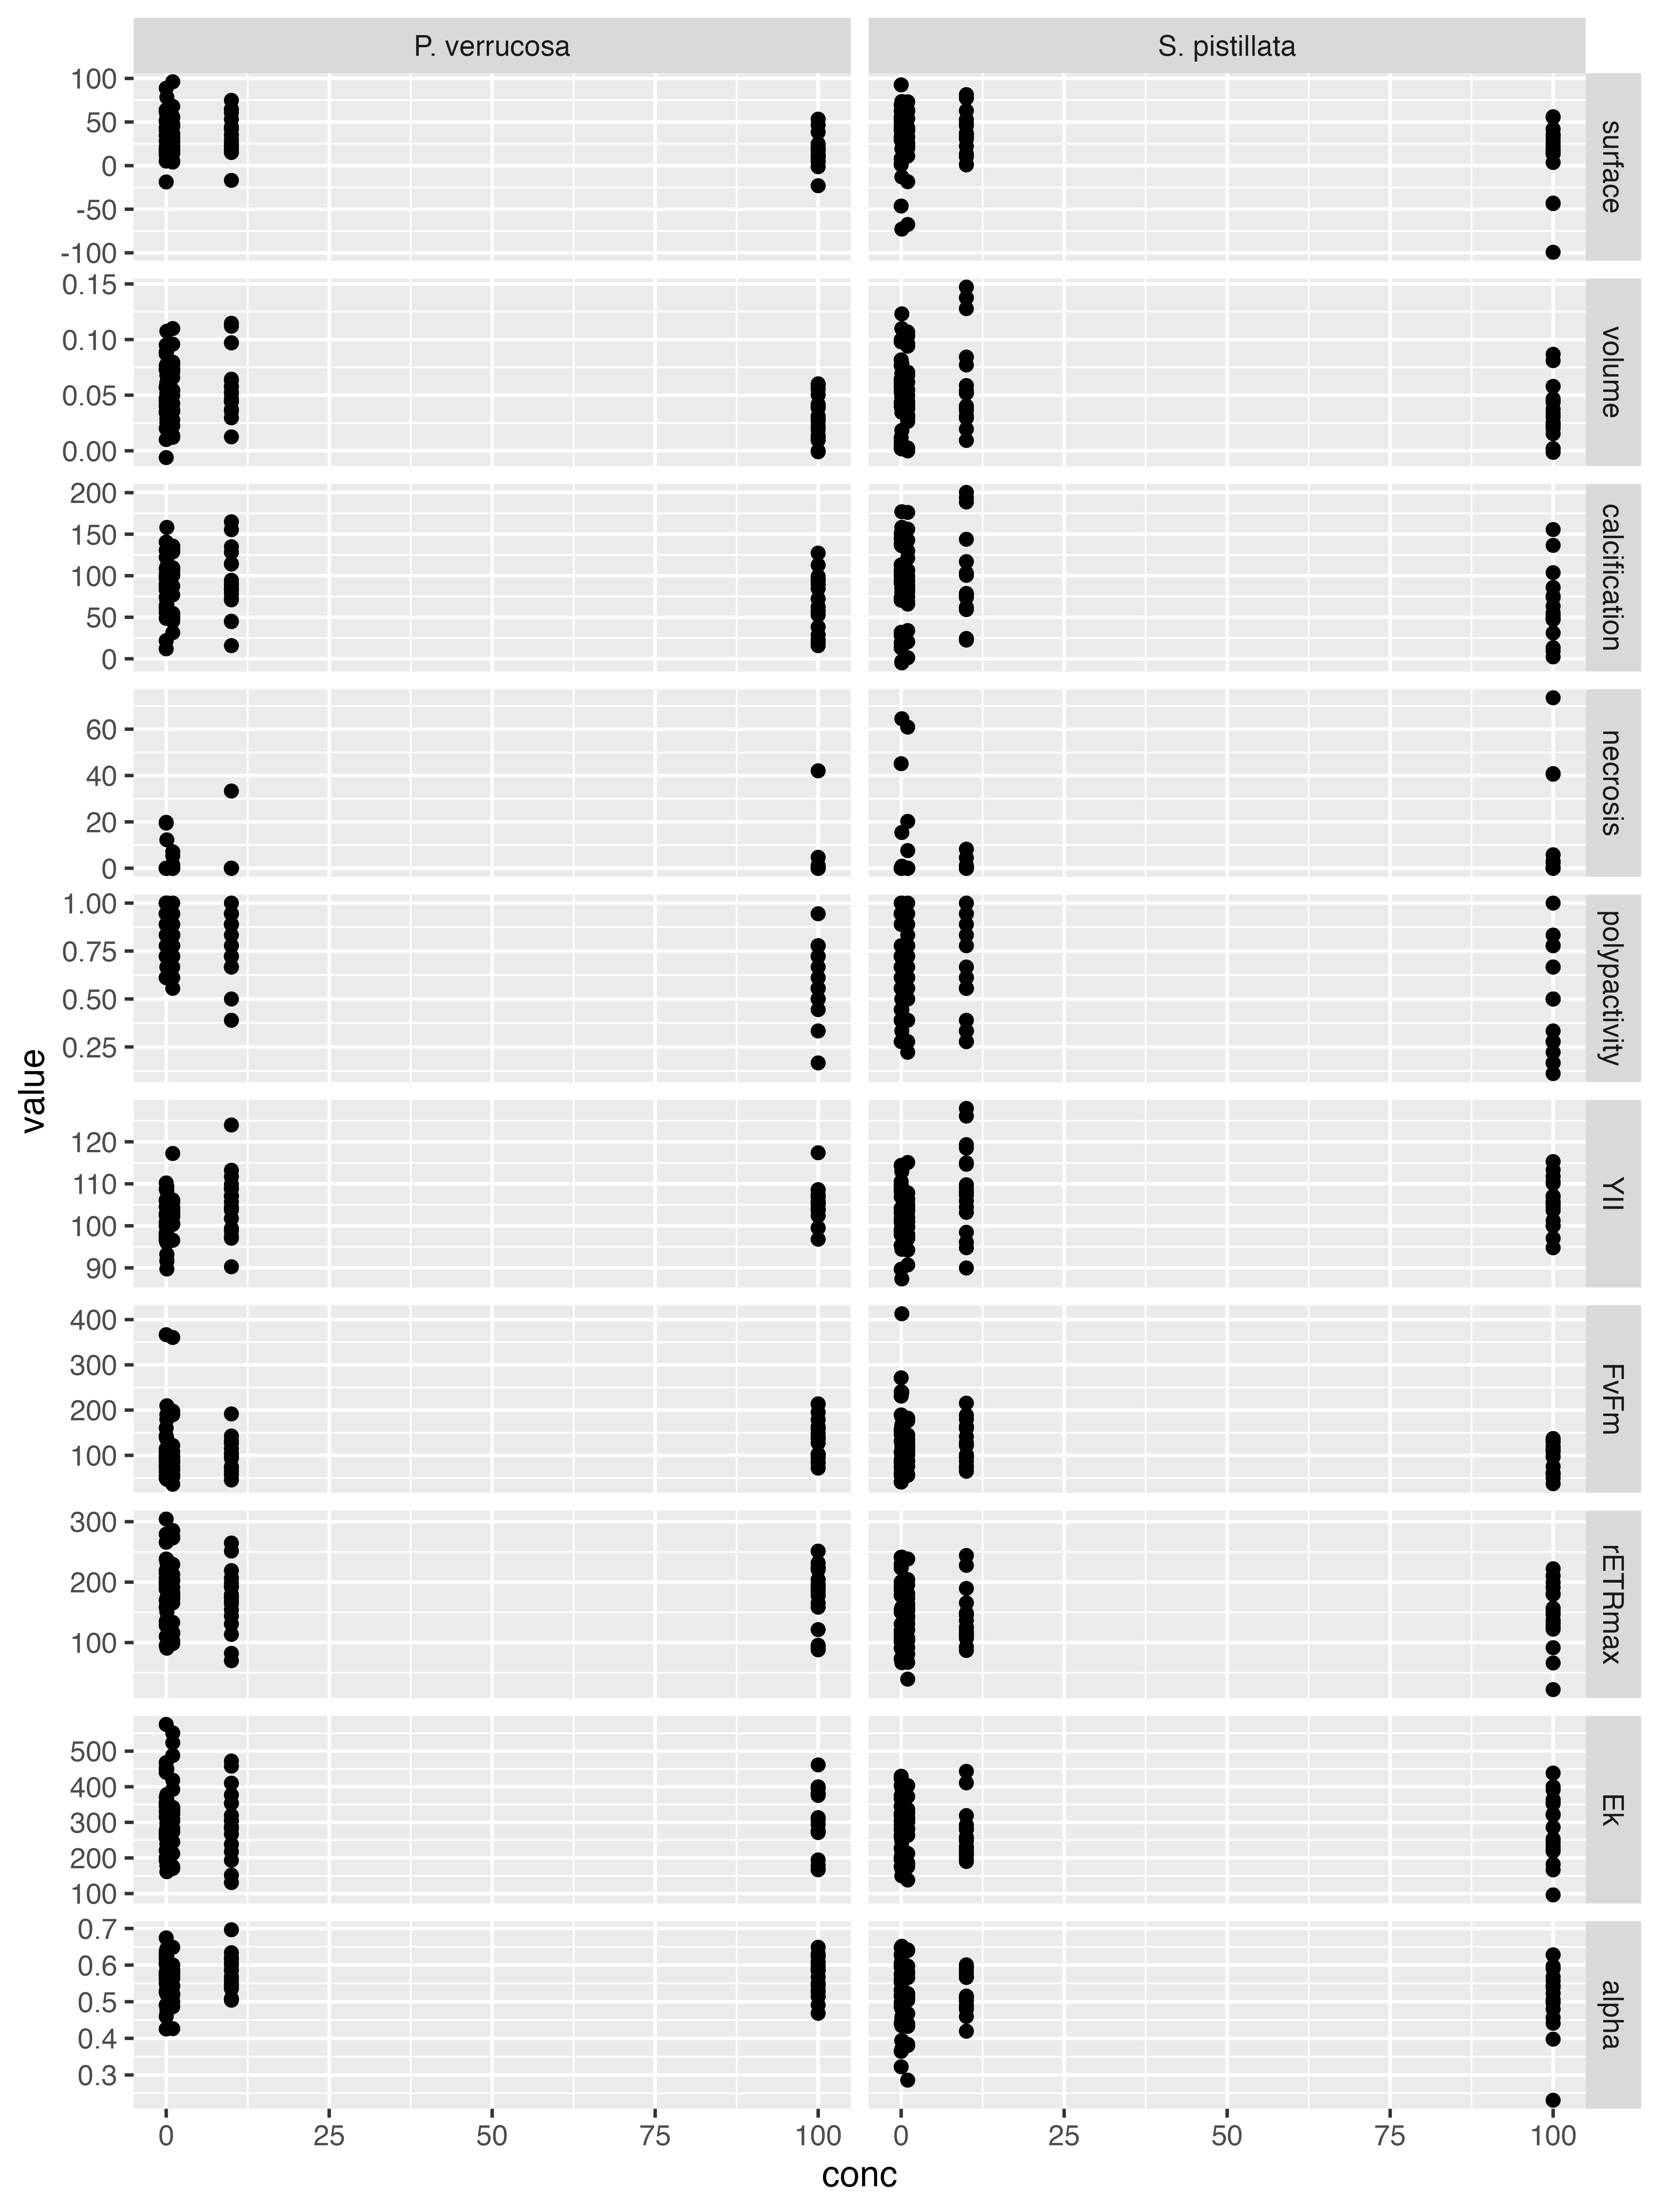 P. verrucosa
S. pistillata
100
50
0
-50
-100
surface
0.15
0.10
0.05
0.00
volume
200
150
100
50
0
calcification
60
40
20
0
necrosis
1.00
0.75
0.50
0.25
polypactivity
120
110
100
90
YII
400
300
200
100
FvFm
300
200
100
rETRmax
500
400
300
200
100
Ek
0.7
0.6
0.5
0.4
0.3
alpha
value
0 25 50 75 100 0 25 50 75 100
conc